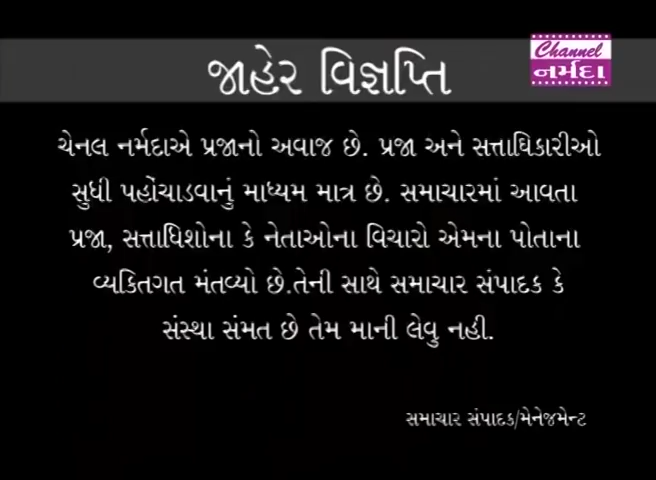 જાહેર વિજ્ઞપ્તિ
Channel
નર્મદા
ચેનલ નર્મદાએ પ્રજાનો અવાજ છે. પ્રજા અને સત્તાધિકારીઓ
સુધી પહોંચાડવાનું માધ્યમ માત્ર છે. સમાચારમાં આવતા
પ્રજા, સત્તાધિશોના કે નેતાઓના વિચારો એમના પોતાના
વ્યકિતગત મંતવ્યો છે.તેની સાથે સમાચાર સંપાદક કે
સંસ્થા સંમત છે તેમ માની લેવુ નહી.
સમાચાર સંપાદક/મેનેજમેન્ટ